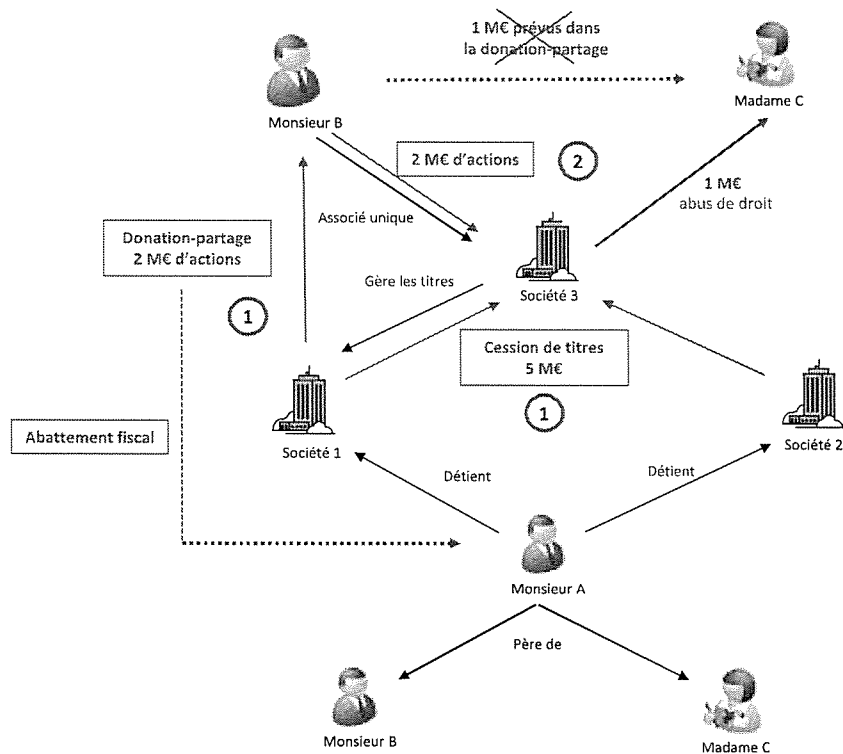 1 M€ prévus dans
la donation-partage
Monsieur B
Madame C
2 M€ d'actions
2
1 M€
abus de droit
Associé unique
Donation-partage
2 M€ d'actions
Gère les titres
Société 3
1
Cession de titres
5 M€
1
Abattement fiscal
Société 1
Société 2
Détient
Détient
Monsieur A
Père de
Monsieur B
Madame C